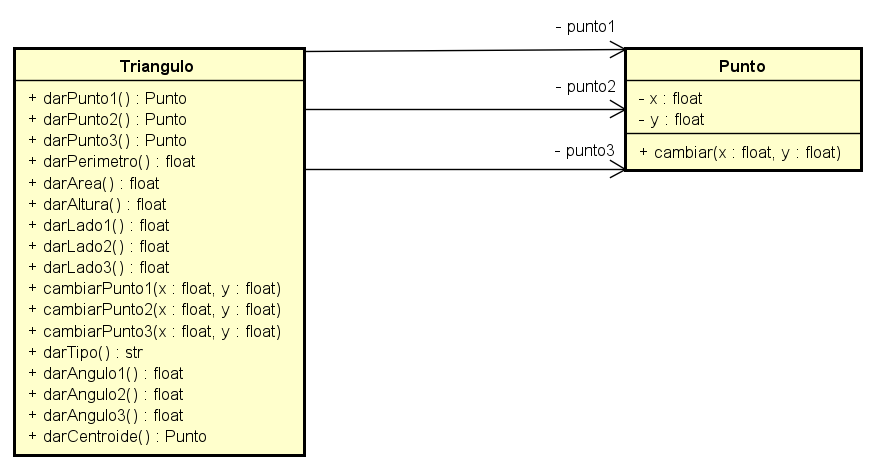 - punto1
- punto2
- punto3
Triangulo
+ darPunto1() : Punto
+ darPunto2() : Punto
+ darPunto3() : Punto
+ darPerimetro() : float
+ darArea() : float
+ darAltura() : float
+ darLado1() : float
+ darLado2() : float
+ darLado3() : float
+ cambiarPunto1(x : float, y : float)
+ cambiarPunto2(x : float, y : float)
+ cambiarPunto3(x : float, y : float)
+ darTipo() : str
+ darAngulo1() : float
+ darAngulo2() : float
+ darAngulo3() : float
+ darCentroide() : Punto
Punto
- x : float
- y : float
+ cambiar(x : float, y : float)